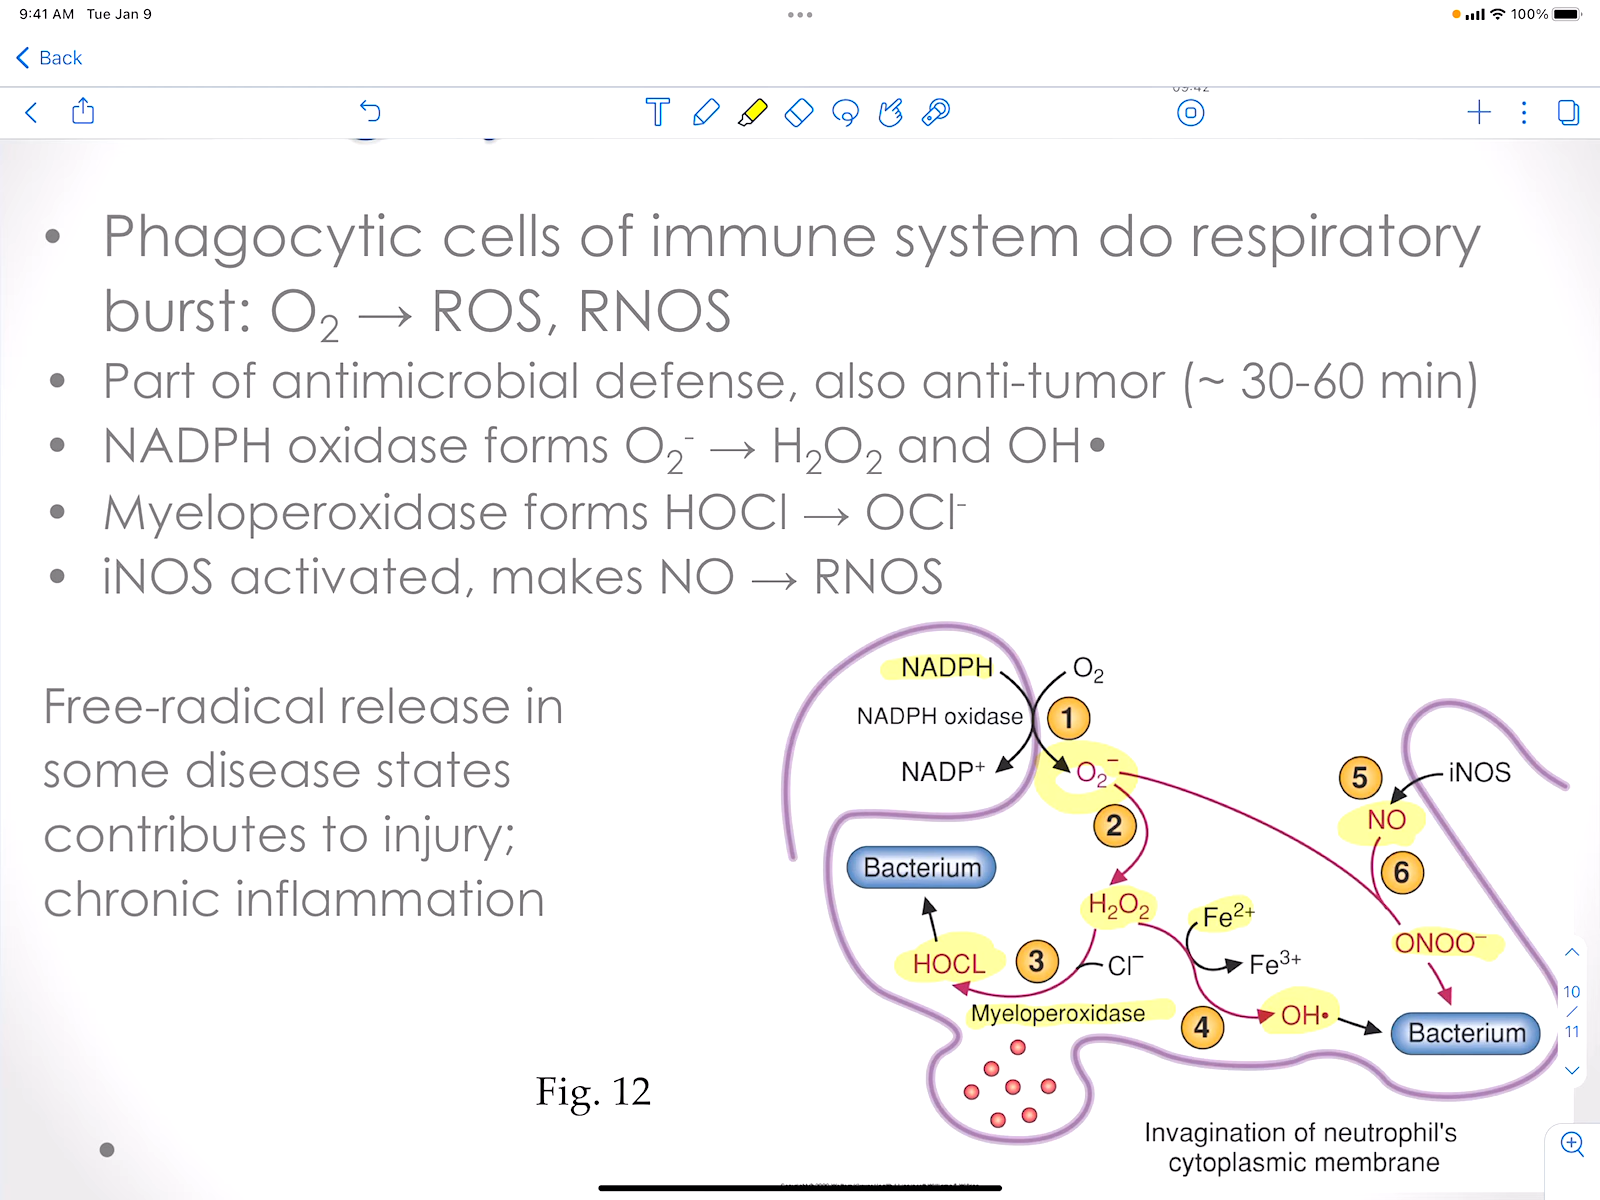 9:41 AM Tue Jan 9
100%
Back
• Phagocytic cells of immune system do respiratory
burst: O₂ → ROS, RNOS
• Part of antimicrobial defense, also anti-tumor (~ 30-60 min)
• NADPH oxidase forms O₂⁻ → H₂O₂ and OH•
• Myeloperoxidase forms HOCl → OCl⁻
• iNOS activated, makes NO → RNOS
Free-radical release in
some disease states
contributes to injury;
chronic inflammation
Fig. 12
NADPH
O₂
NADPH oxidase
1
NADP⁺
O₂⁻
2
5
iNOS
NO
6
Bacterium
H₂O₂
Fe²⁺
ONOO⁻
HOCL
3
Cl⁻
Fe³⁺
Myeloperoxidase
4
OH•
Bacterium
Invagination of neutrophil's
cytoplasmic membrane
10
/
11